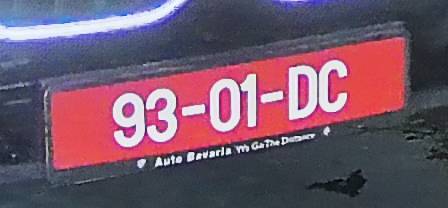 93-01-DC
Auto Bavaria We Go The Distance